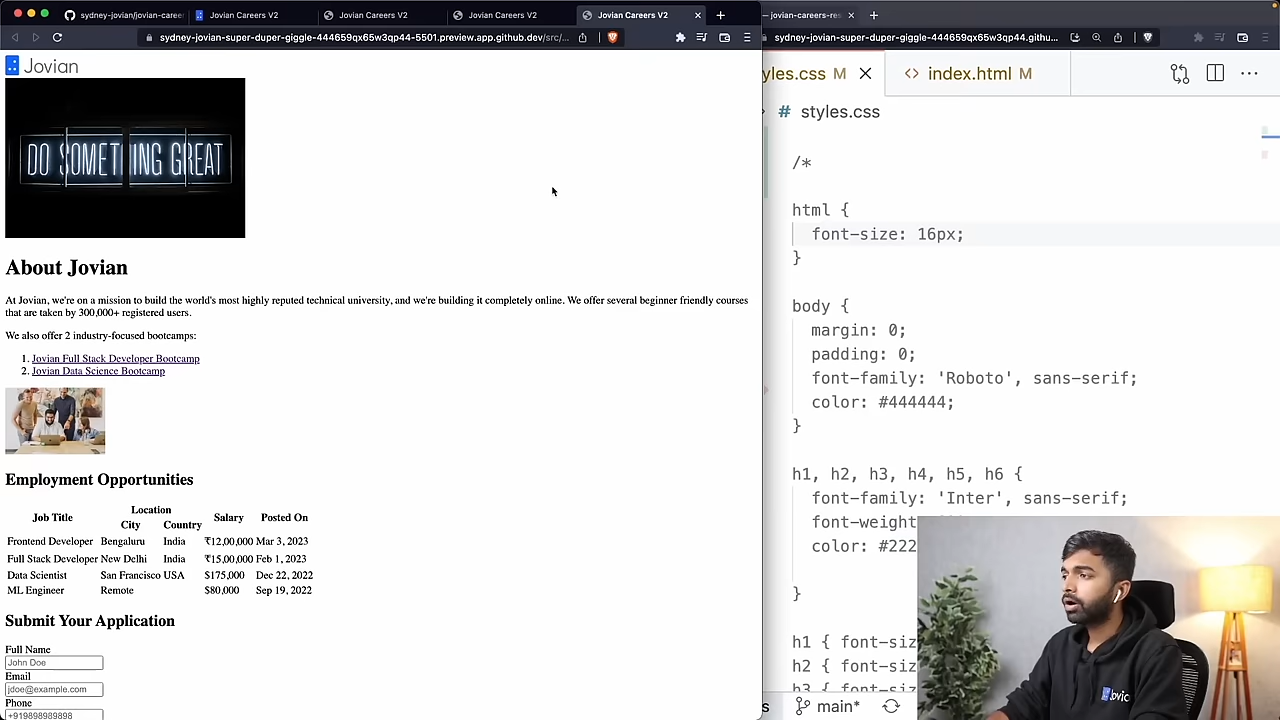 sydney-jovian/jovian-career
Jovian Careers V2
Jovian Careers V2
Jovian Careers V2
Jovian Careers V2
sydney-jovian-super-duper-giggle-444659qx65w3qp44-5501.preview.app.github.dev/src/...
Jovian
DO SOMETHING GREAT
About Jovian
At Jovian, we're on a mission to build the world's most highly reputed technical university, and we're building it completely online. We offer several beginner friendly courses
that are taken by 300,000+ registered users.
We also offer 2 industry-focused bootcamps:
1. Jovian Full Stack Developer Bootcamp
2. Jovian Data Science Bootcamp
Employment Opportunities
Job Title Location Salary Posted On
City Country
Frontend Developer Bengaluru India ₹12,00,000 Mar 3, 2023
Full Stack Developer New Delhi India ₹15,00,000 Feb 1, 2023
Data Scientist San Francisco USA $175,000 Dec 22, 2022
ML Engineer Remote $80,000 Sep 19, 2022
Submit Your Application
Full Name
John Doe
Email
jdoe@example.com
Phone
+919898989898
jovian-careers-res
sydney-jovian-super-duper-giggle-444659qx65w3qp44.githu...
yles.css M
<> index.html M
# styles.css
/*
html {
font-size: 16px;
}
body {
margin: 0;
padding: 0;
font-family: 'Roboto', sans-serif;
color: #444444;
}
h1, h2, h3, h4, h5, h6 {
font-family: 'Inter', sans-serif;
font-weight
color: #222
}
h1 { font-siz
h2 { font-siz
h3 { font-siz
main*